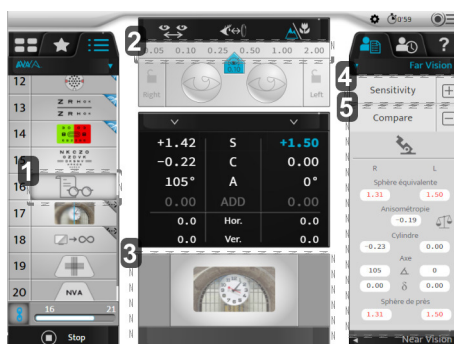 0'59
?
AVA
Far Vision
2
0.05 0.10 0.25 0.50 1.00 2.00
Right
Left
12
13
Z R H
14
15
N K C Z O
1
16
17
18
→∞
19
20
NVA
16
21
Stop
+1.42 S +1.50
−0.22 C 0.00
105° A 0°
0.00 ADD 0.00
0.0 Hor. 0.0
0.0 Ver. 0.0
3
4
Sensitivity +
5
Compare −
R L
Sphère équivalente
1.31 1.50
Anisométropie
-0.19
Cylindre
-0.23 0.00
Axe
105 0
0.00 δ 0.00
Sphère de près
1.31 1.50
Near Vision